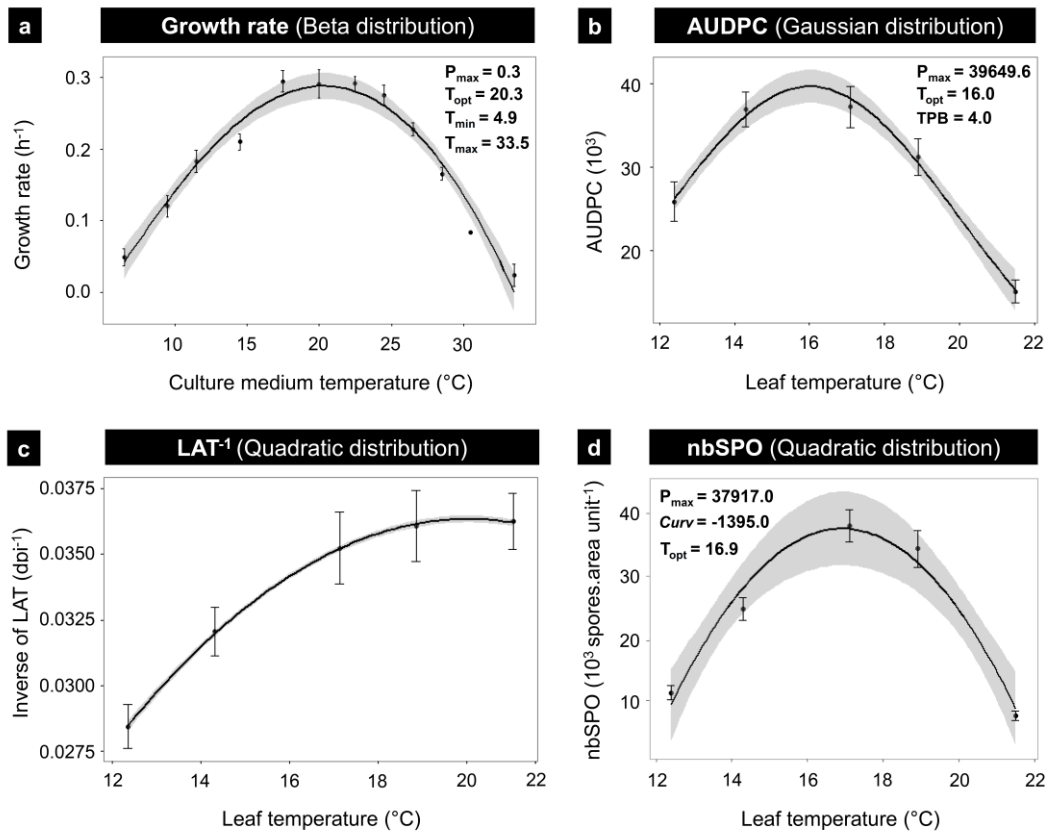 a
Growth rate (Beta distribution)
Pmax = 0.3
Topt = 20.3
Tmin = 4.9
Tmax = 33.5
Growth rate (h-1)
0.3
0.2
0.1
0.0
10 15 20 25 30
Culture medium temperature (°C)
b
AUDPC (Gaussian distribution)
Pmax = 39649.6
Topt = 16.0
TPB = 4.0
AUDPC (10³)
40
30
20
12 14 16 18 20 22
Leaf temperature (°C)
c
LAT-1 (Quadratic distribution)
Inverse of LAT (dpi-1)
0.0375
0.0350
0.0325
0.0300
0.0275
12 14 16 18 20 22
Leaf temperature (°C)
d
nbSPO (Quadratic distribution)
Pmax = 37917.0
Curv = -1395.0
Topt = 16.9
nbSPO (10³ spores.area unit-1)
40
30
20
10
12 14 16 18 20 22
Leaf temperature (°C)